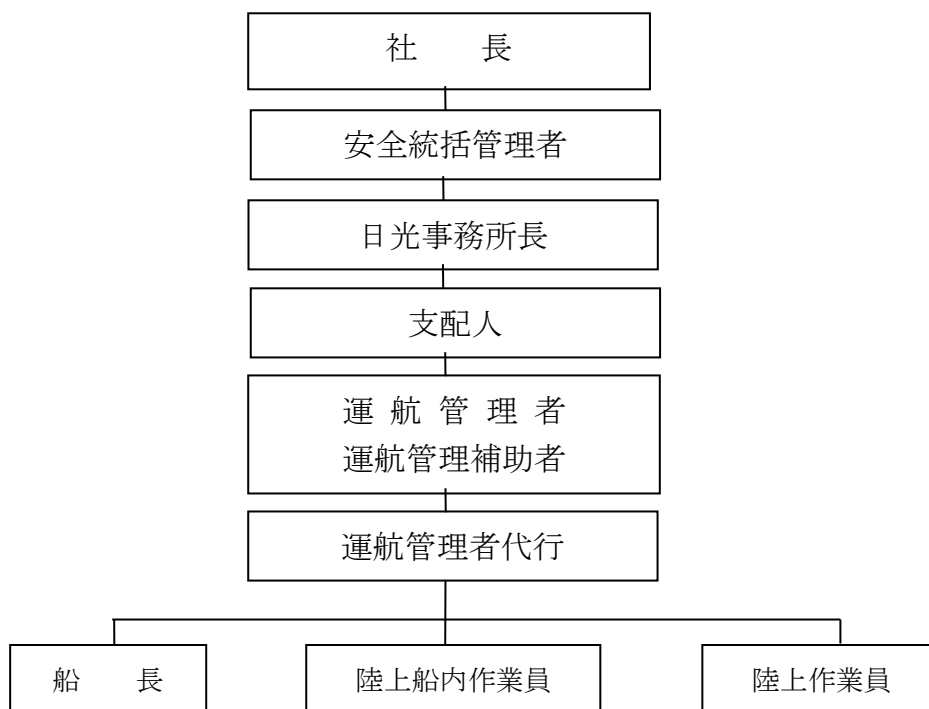 社　　長
安全統括管理者
日光事務所長
支配人
運 航 管 理 者
運航管理補助者
運航管理者代行
船　　長
陸上船内作業員
陸上作業員